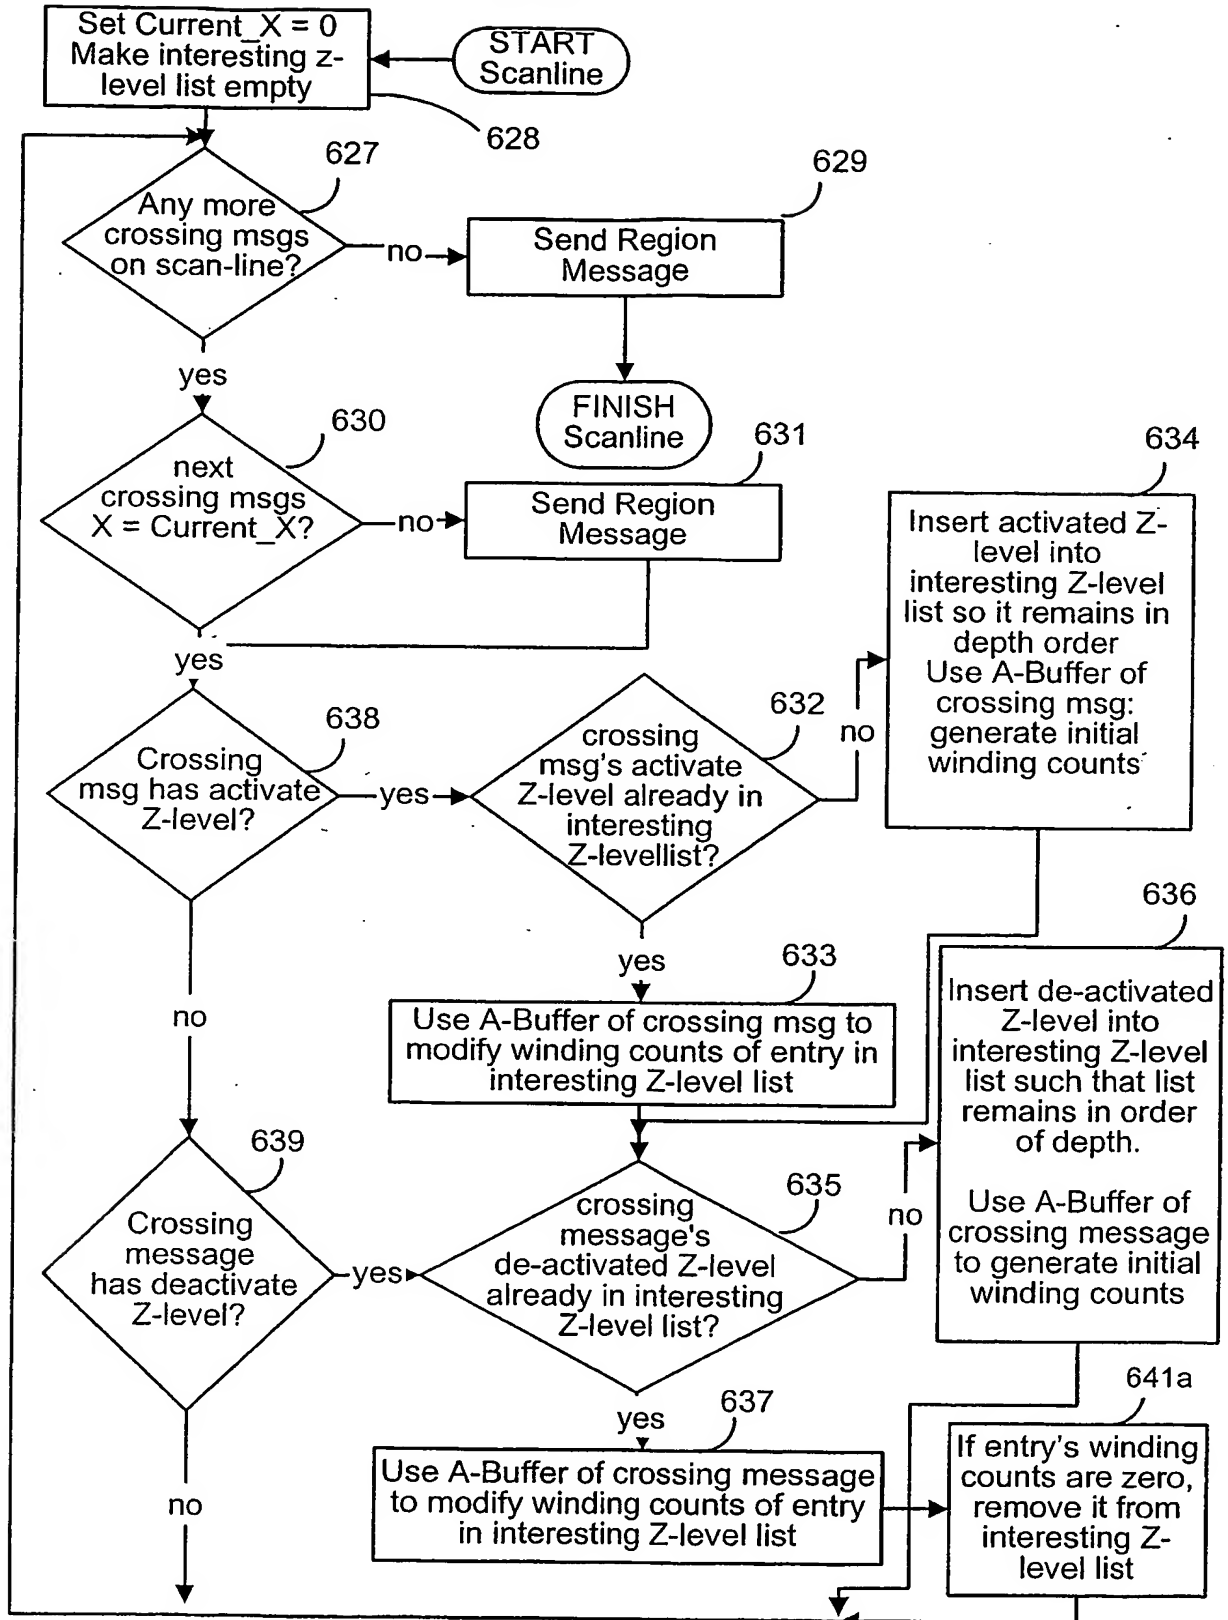 Set Current_X = 0
Make interesting z-
level list empty
START
Scanline
628
627
629
Any more
crossing msgs
on scan-line?
no
Send Region
Message
yes
FINISH
Scanline
630
631
634
next
crossing msgs
X = Current_X?
no
Send Region
Message
Insert activated Z-
level into
interesting Z-level
list so it remains in
depth order
Use A-Buffer of
crossing msg:
generate initial
winding counts
yes
638
632
Crossing
msg has activate
Z-level?
yes
crossing
msg's activate
Z-level already in
interesting
Z-levellist?
no
636
yes
633
no
Use A-Buffer of crossing msg to
modify winding counts of entry in
interesting Z-level list
Insert de-activated
Z-level into
interesting Z-level
list such that list
remains in order
of depth.
Use A-Buffer of
crossing message
to generate initial
winding counts
639
635
Crossing
message
has deactivate
Z-level?
yes
crossing
message's
de-activated Z-level
already in interesting
Z-level list?
no
641a
yes
637
no
Use A-Buffer of crossing message
to modify winding counts of entry
in interesting Z-level list
If entry's winding
counts are zero,
remove it from
interesting Z-
level list